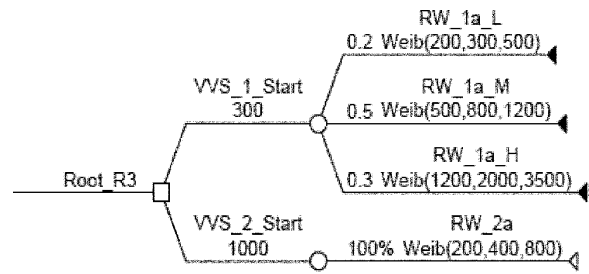 RW_1a_L
0.2 Weib(200,300,500)
VVS_1_Start
300
RW_1a_M
0.5 Weib(500,800,1200)
RW_1a_H
0.3 Weib(1200,2000,3500)
Root_R3
VVS_2_Start
1000
RW_2a
100% Weib(200,400,800)